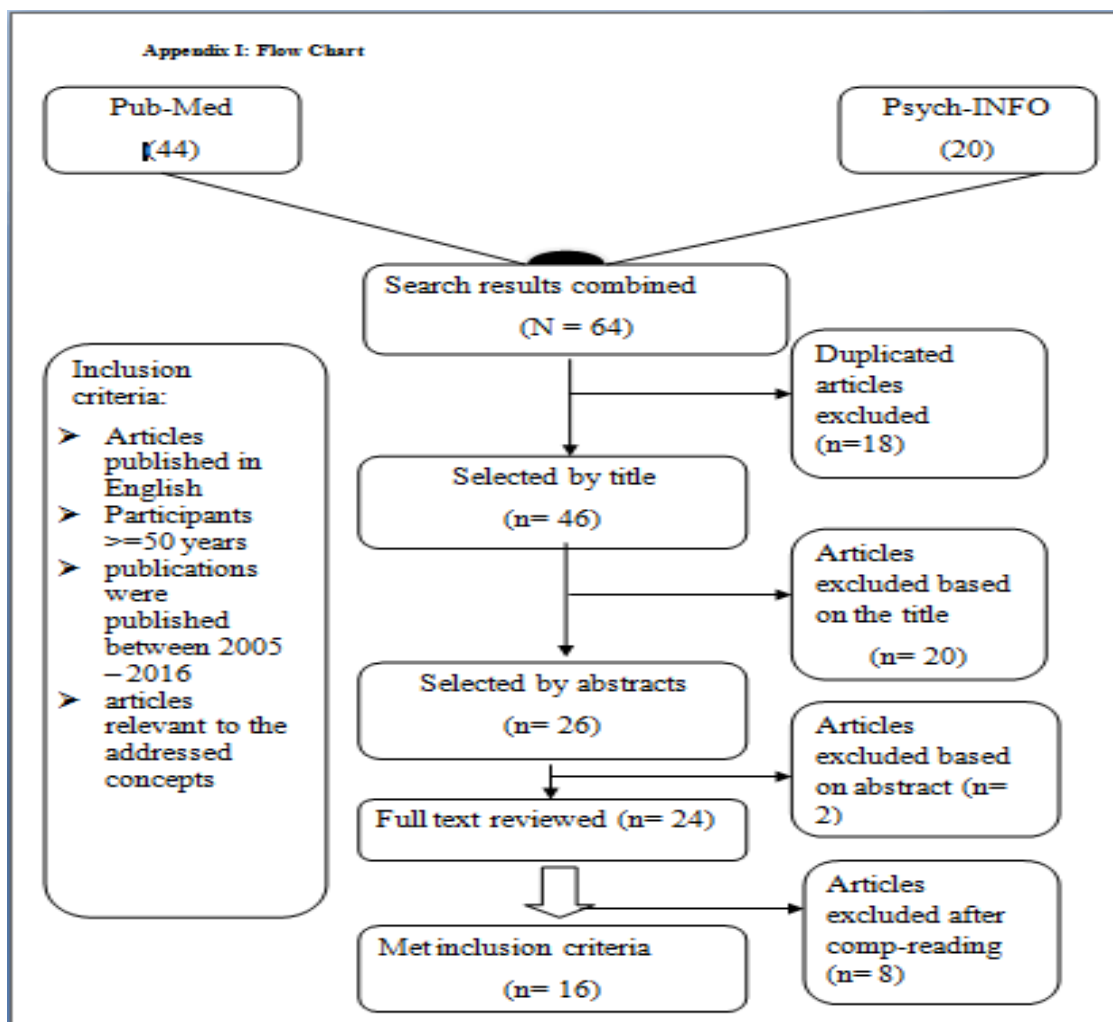 Appendix I: Flow Chart
Pub-Med
(44)
Psych-INFO
(20)
Search results combined
(N = 64)
Duplicated
articles
excluded
(n=18)
Inclusion
criteria:
➢ Articles
published in
English
➢ Participants
>=50 years
➢ publications
were
published
between 2005
–2016
➢ articles
relevant to the
addressed
concepts
Selected by title
(n= 46)
Articles
excluded based
on the title
(n= 20)
Selected by abstracts
(n= 26)
Articles
excluded based
on abstract (n=
2)
Full text reviewed (n= 24)
Articles
excluded after
comp-reading
(n= 8)
Met inclusion criteria
(n= 16)